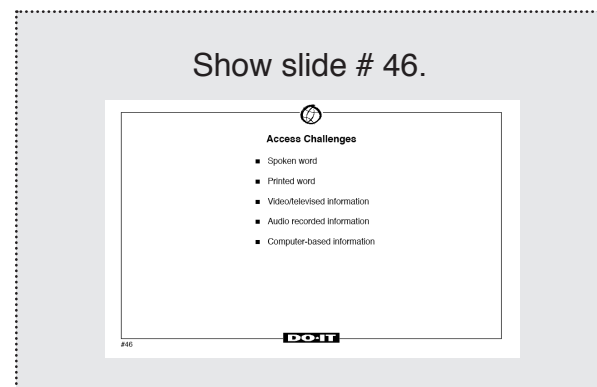 Show slide # 46.
Access Challenges
■ Spoken word
■ Printed word
■ Video/televised information
■ Audio recorded information
■ Computer-based information
DO-IT
#46